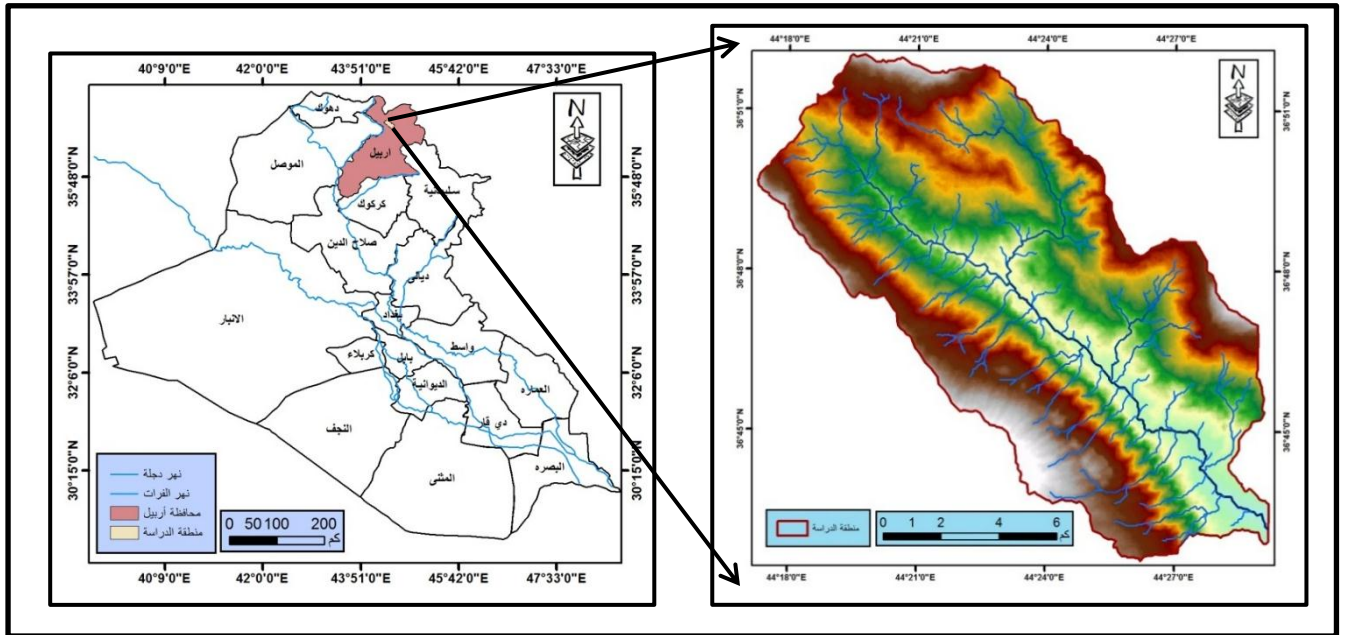 40°9'0"E 42°0'0"E 43°51'0"E 45°42'0"E 47°33'0"E
N
35°48'0"N
33°57'0"N
32°6'0"N
30°15'0"N
دهوك
الموصل
اربيل
سليمانية
كركوك
صلاح الدين
ديالى
بغداد
الانبار
واسط
كربلاء
بابل
الديوانية
العماره
النجف
ذي قار
المثنى
البصره
35°48'0"N
33°57'0"N
32°6'0"N
30°15'0"N
نهر دجلة
نهر الفرات
محافظة أربيل
منطقة الدراسة
0 50 100 200
كم
40°9'0"E 42°0'0"E 43°51'0"E 45°42'0"E 47°33'0"E
44°18'0"E 44°21'0"E 44°24'0"E 44°27'0"E
N
36°51'0"N
36°48'0"N
36°45'0"N
36°51'0"N
36°48'0"N
36°45'0"N
منطقة الدراسة
0 1 2 4 6
كم
44°18'0"E 44°21'0"E 44°24'0"E 44°27'0"E